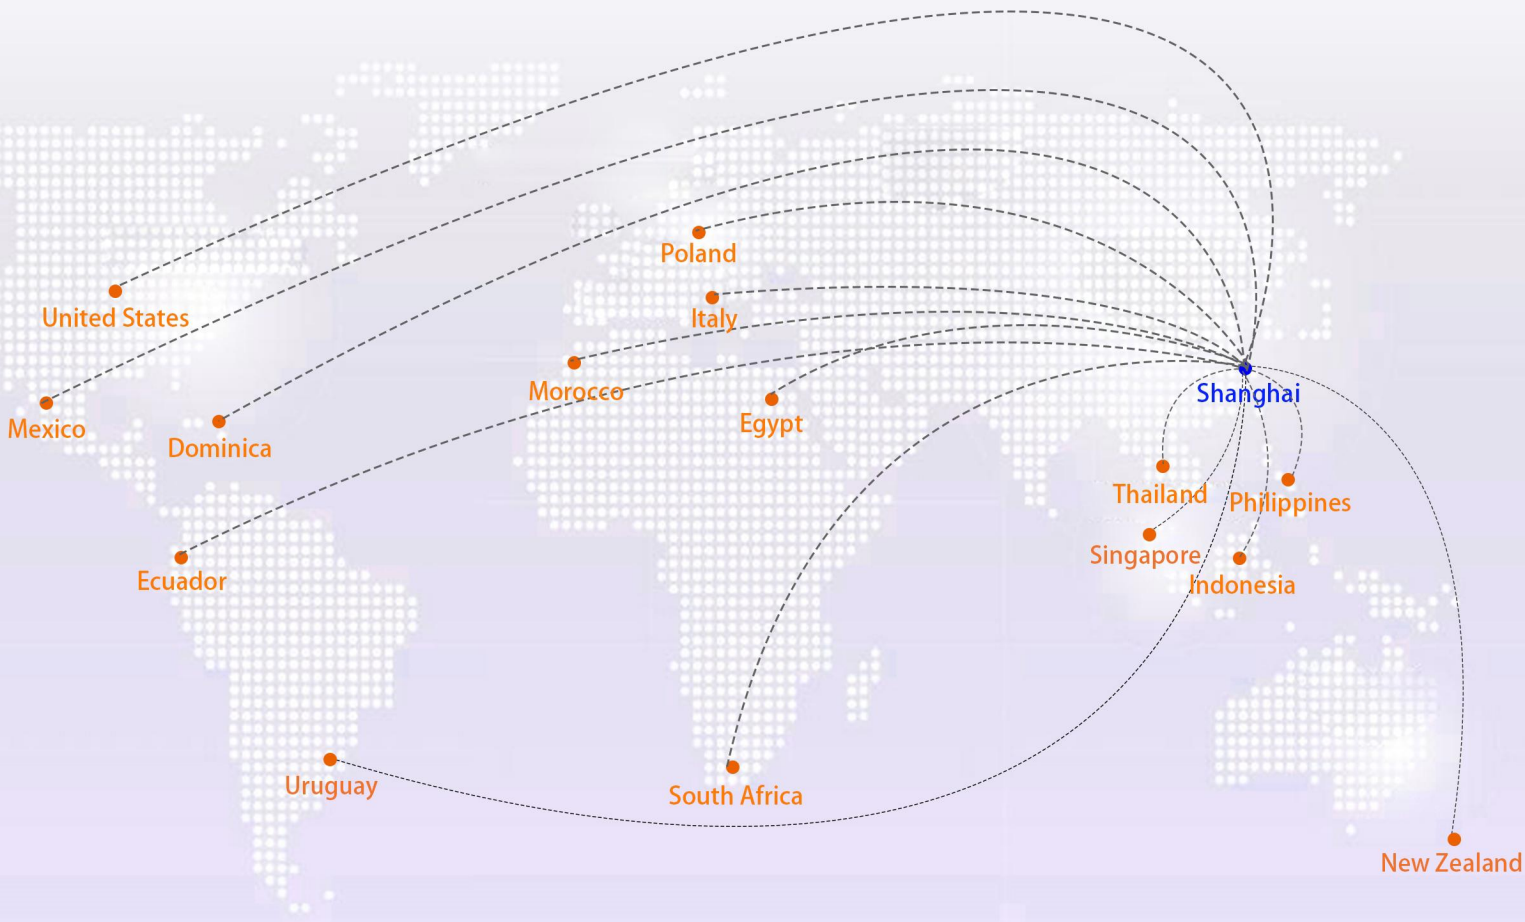 Poland
United States
Italy
Morocco
Shanghai
Mexico
Egypt
Dominica
Thailand
Philippines
Singapore
Ecuador
Indonesia
Uruguay
South Africa
New Zealand